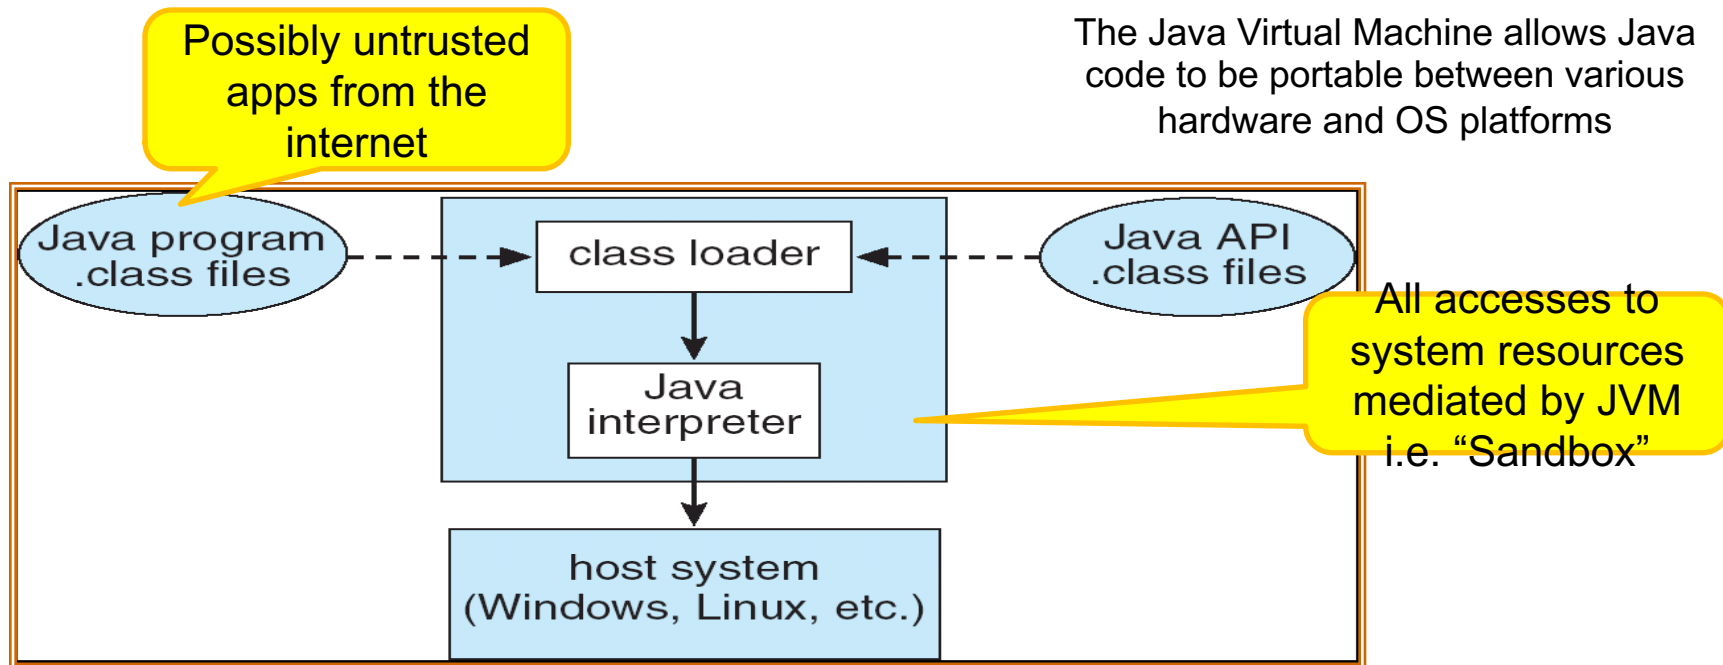 Possibly untrusted
apps from the
internet
The Java Virtual Machine allows Java
code to be portable between various
hardware and OS platforms
Java program
.class files
class loader
Java API
.class files
All accesses to
system resources
mediated by JVM
i.e. “Sandbox”
Java
interpreter
host system
(Windows, Linux, etc.)